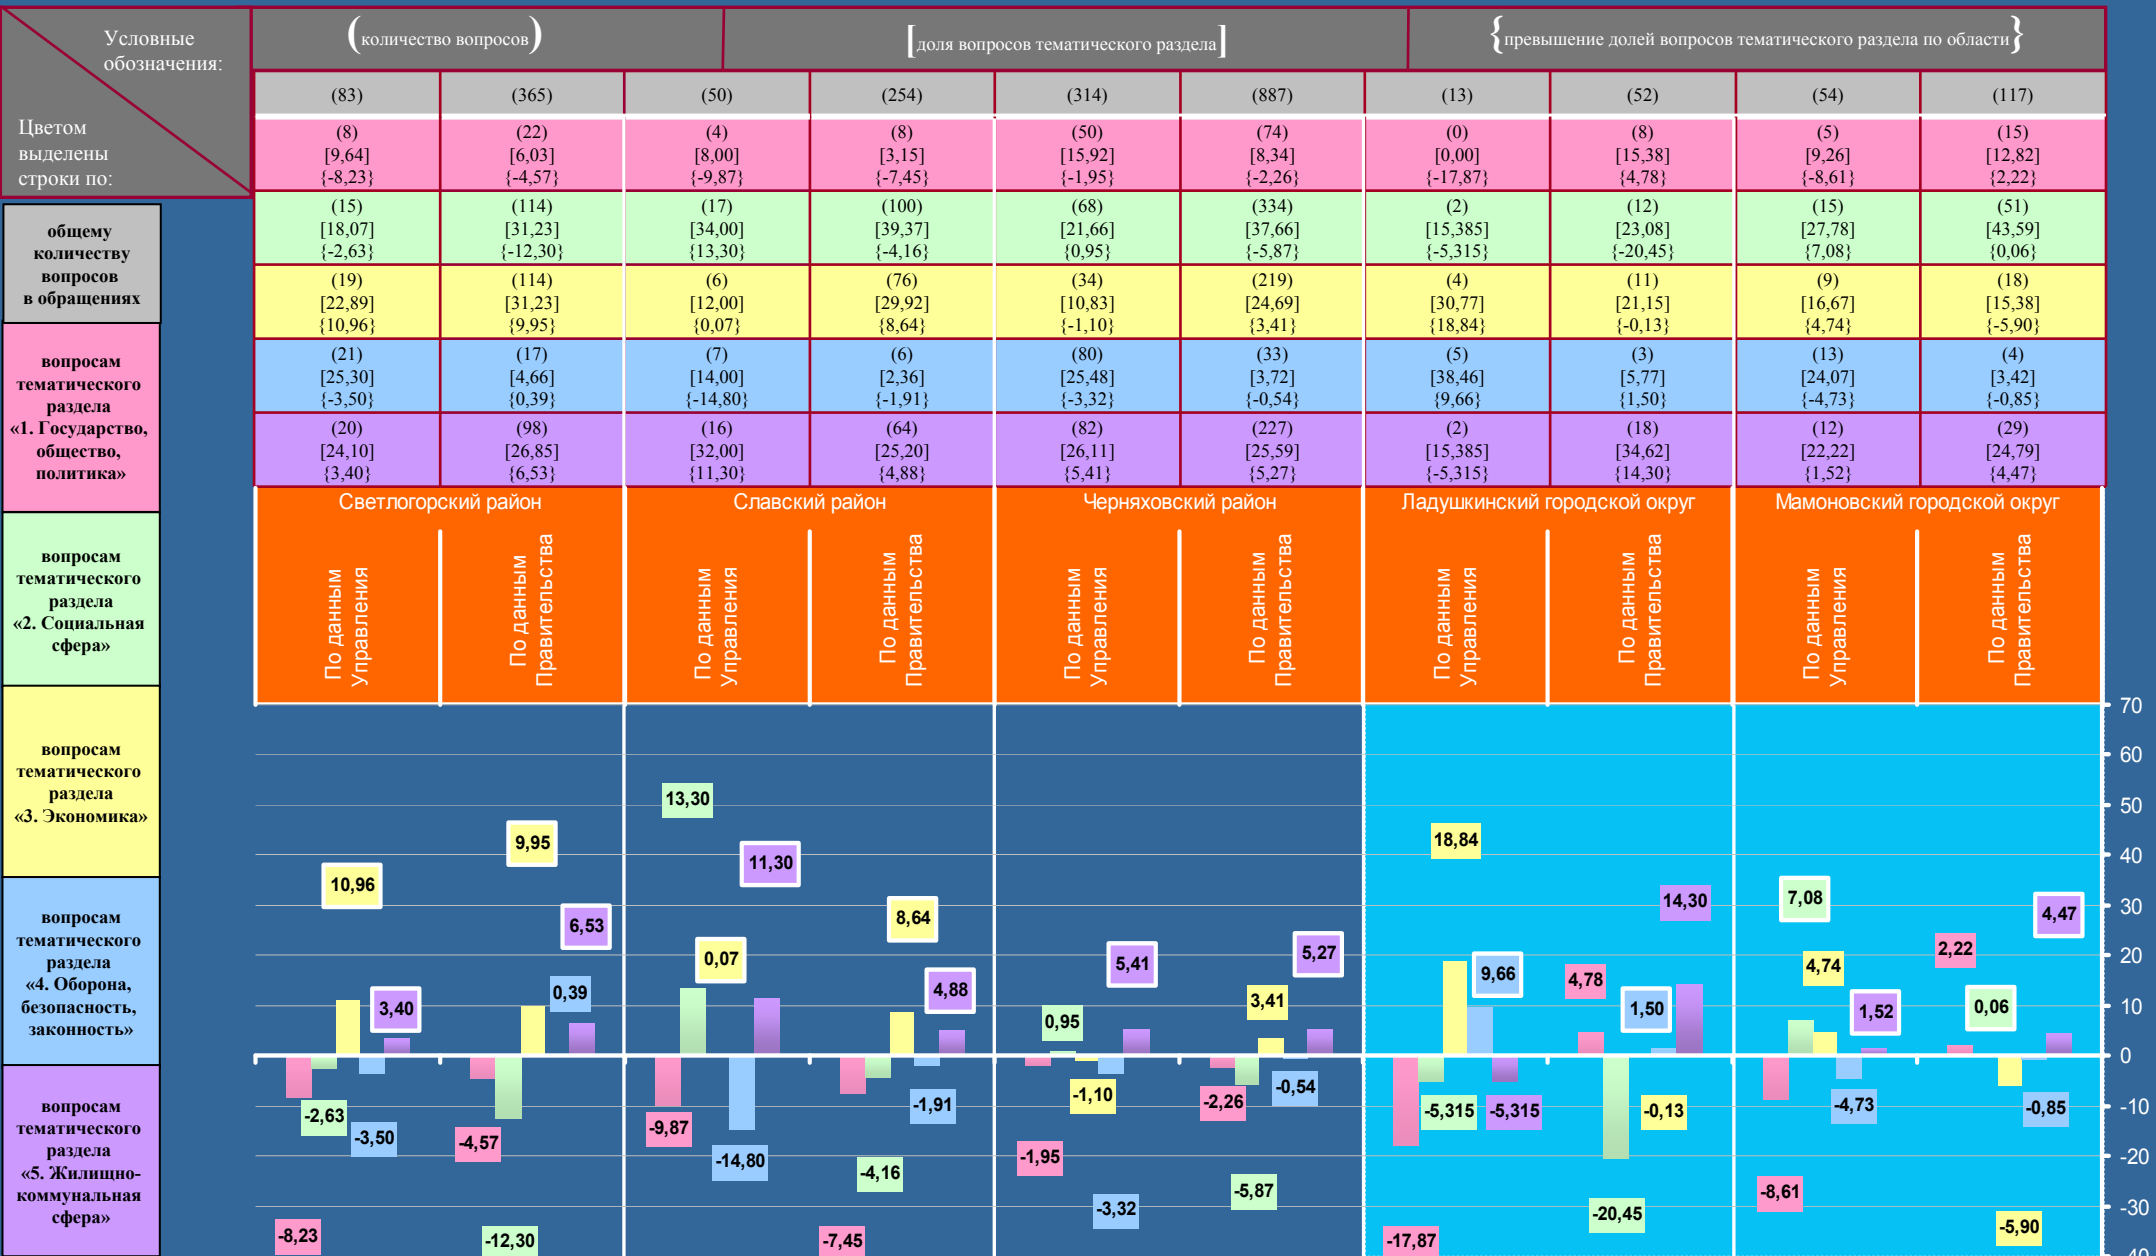 Условные
обозначения:
Цветом
выделены
строки по:
(количество вопросов)
[доля вопросов тематического раздела]
{превышение долей вопросов тематического раздела по области}
(83) (365) (50) (254) (314) (887) (13) (52) (54) (117)
(8) (22) (4) (8) (50) (74) (0) (8) (5) (15)
[9,64] [6,03] [8,00] [3,15] [15,92] [8,34] [0,00] [15,38] [9,26] [12,82]
{-8,23} {-4,57} {-9,87} {-7,45} {-1,95} {-2,26} {-17,87} {4,78} {-8,61} {2,22}
(15) (114) (17) (100) (68) (334) (2) (12) (15) (51)
[18,07] [31,23] [34,00] [39,37] [21,66] [37,66] [15,385] [23,08] [27,78] [43,59]
{-2,63} {-12,30} {13,30} {-4,16} {0,95} {-5,87} {-5,315} {-20,45} {7,08} {0,06}
(19) (114) (6) (76) (34) (219) (4) (11) (9) (18)
[22,89] [31,23] [12,00] [29,92] [10,83] [24,69] [30,77] [21,15] [16,67] [15,38]
{10,96} {9,95} {0,07} {8,64} {-1,10} {3,41} {18,84} {-0,13} {4,74} {-5,90}
(21) (17) (7) (6) (80) (33) (5) (3) (13) (4)
[25,30] [4,66] [14,00] [2,36] [25,48] [3,72] [38,46] [5,77] [24,07] [3,42]
{-3,50} {0,39} {-14,80} {-1,91} {-3,32} {-0,54} {9,66} {1,50} {-4,73} {-0,85}
(20) (98) (16) (64) (82) (227) (2) (18) (12) (29)
[24,10] [26,85] [32,00] [25,20] [26,11] [25,59] [15,385] [34,62] [22,22] [24,79]
{3,40} {6,53} {11,30} {4,88} {5,41} {5,27} {-5,315} {14,30} {1,52} {4,47}
общему
количеству
вопросов
в обращениях
вопросам
тематического
раздела
«1. Государство,
общество,
политика»
вопросам
тематического
раздела
«2. Социальная
сфера»
вопросам
тематического
раздела
«3. Экономика»
вопросам
тематического
раздела
«4. Оборона,
безопасность,
законность»
вопросам
тематического
раздела
«5. Жилищно-
коммунальная
сфера»
Светлогорский район
Славский район
Черняховский район
Ладушкинский городской округ
Мамоновский городской округ
По данным
Управления
По данным
Правительства
По данным
Управления
По данным
Правительства
По данным
Управления
По данным
Правительства
По данным
Управления
По данным
Правительства
По данным
Управления
По данным
Правительства
10,96
3,40
-2,63
-3,50
-8,23
9,95
6,53
0,39
-4,57
-12,30
13,30
11,30
0,07
-9,87
-14,80
8,64
4,88
-1,91
-4,16
-7,45
5,41
0,95
-1,10
-1,95
-3,32
5,27
3,41
-0,54
-2,26
-5,87
18,84
9,66
-5,315
-5,315
-17,87
14,30
4,78
1,50
-0,13
-20,45
7,08
4,74
1,52
-4,73
-8,61
4,47
2,22
0,06
-0,85
-5,90
70
60
50
40
30
20
10
0
-10
-20
-30
-40